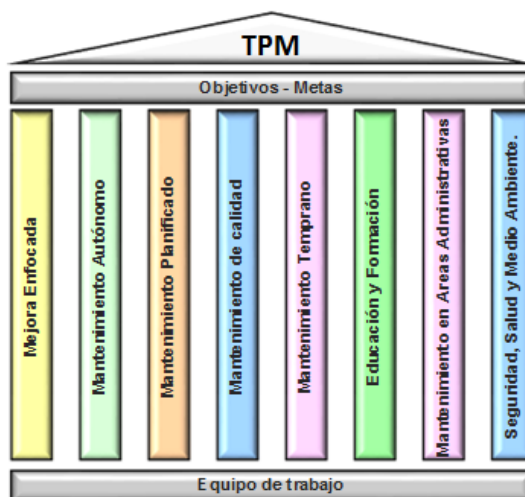 TPM
Objetivos - Metas
Mejora Enfocada
Mantenimiento Autónomo
Mantenimiento Planificado
Mantenimiento de calidad
Mantenimiento Temprano
Educación y Formación
Mantenimiento en Areas Administrativas
Seguridad, Salud y Medio Ambiente.
Equipo de trabajo